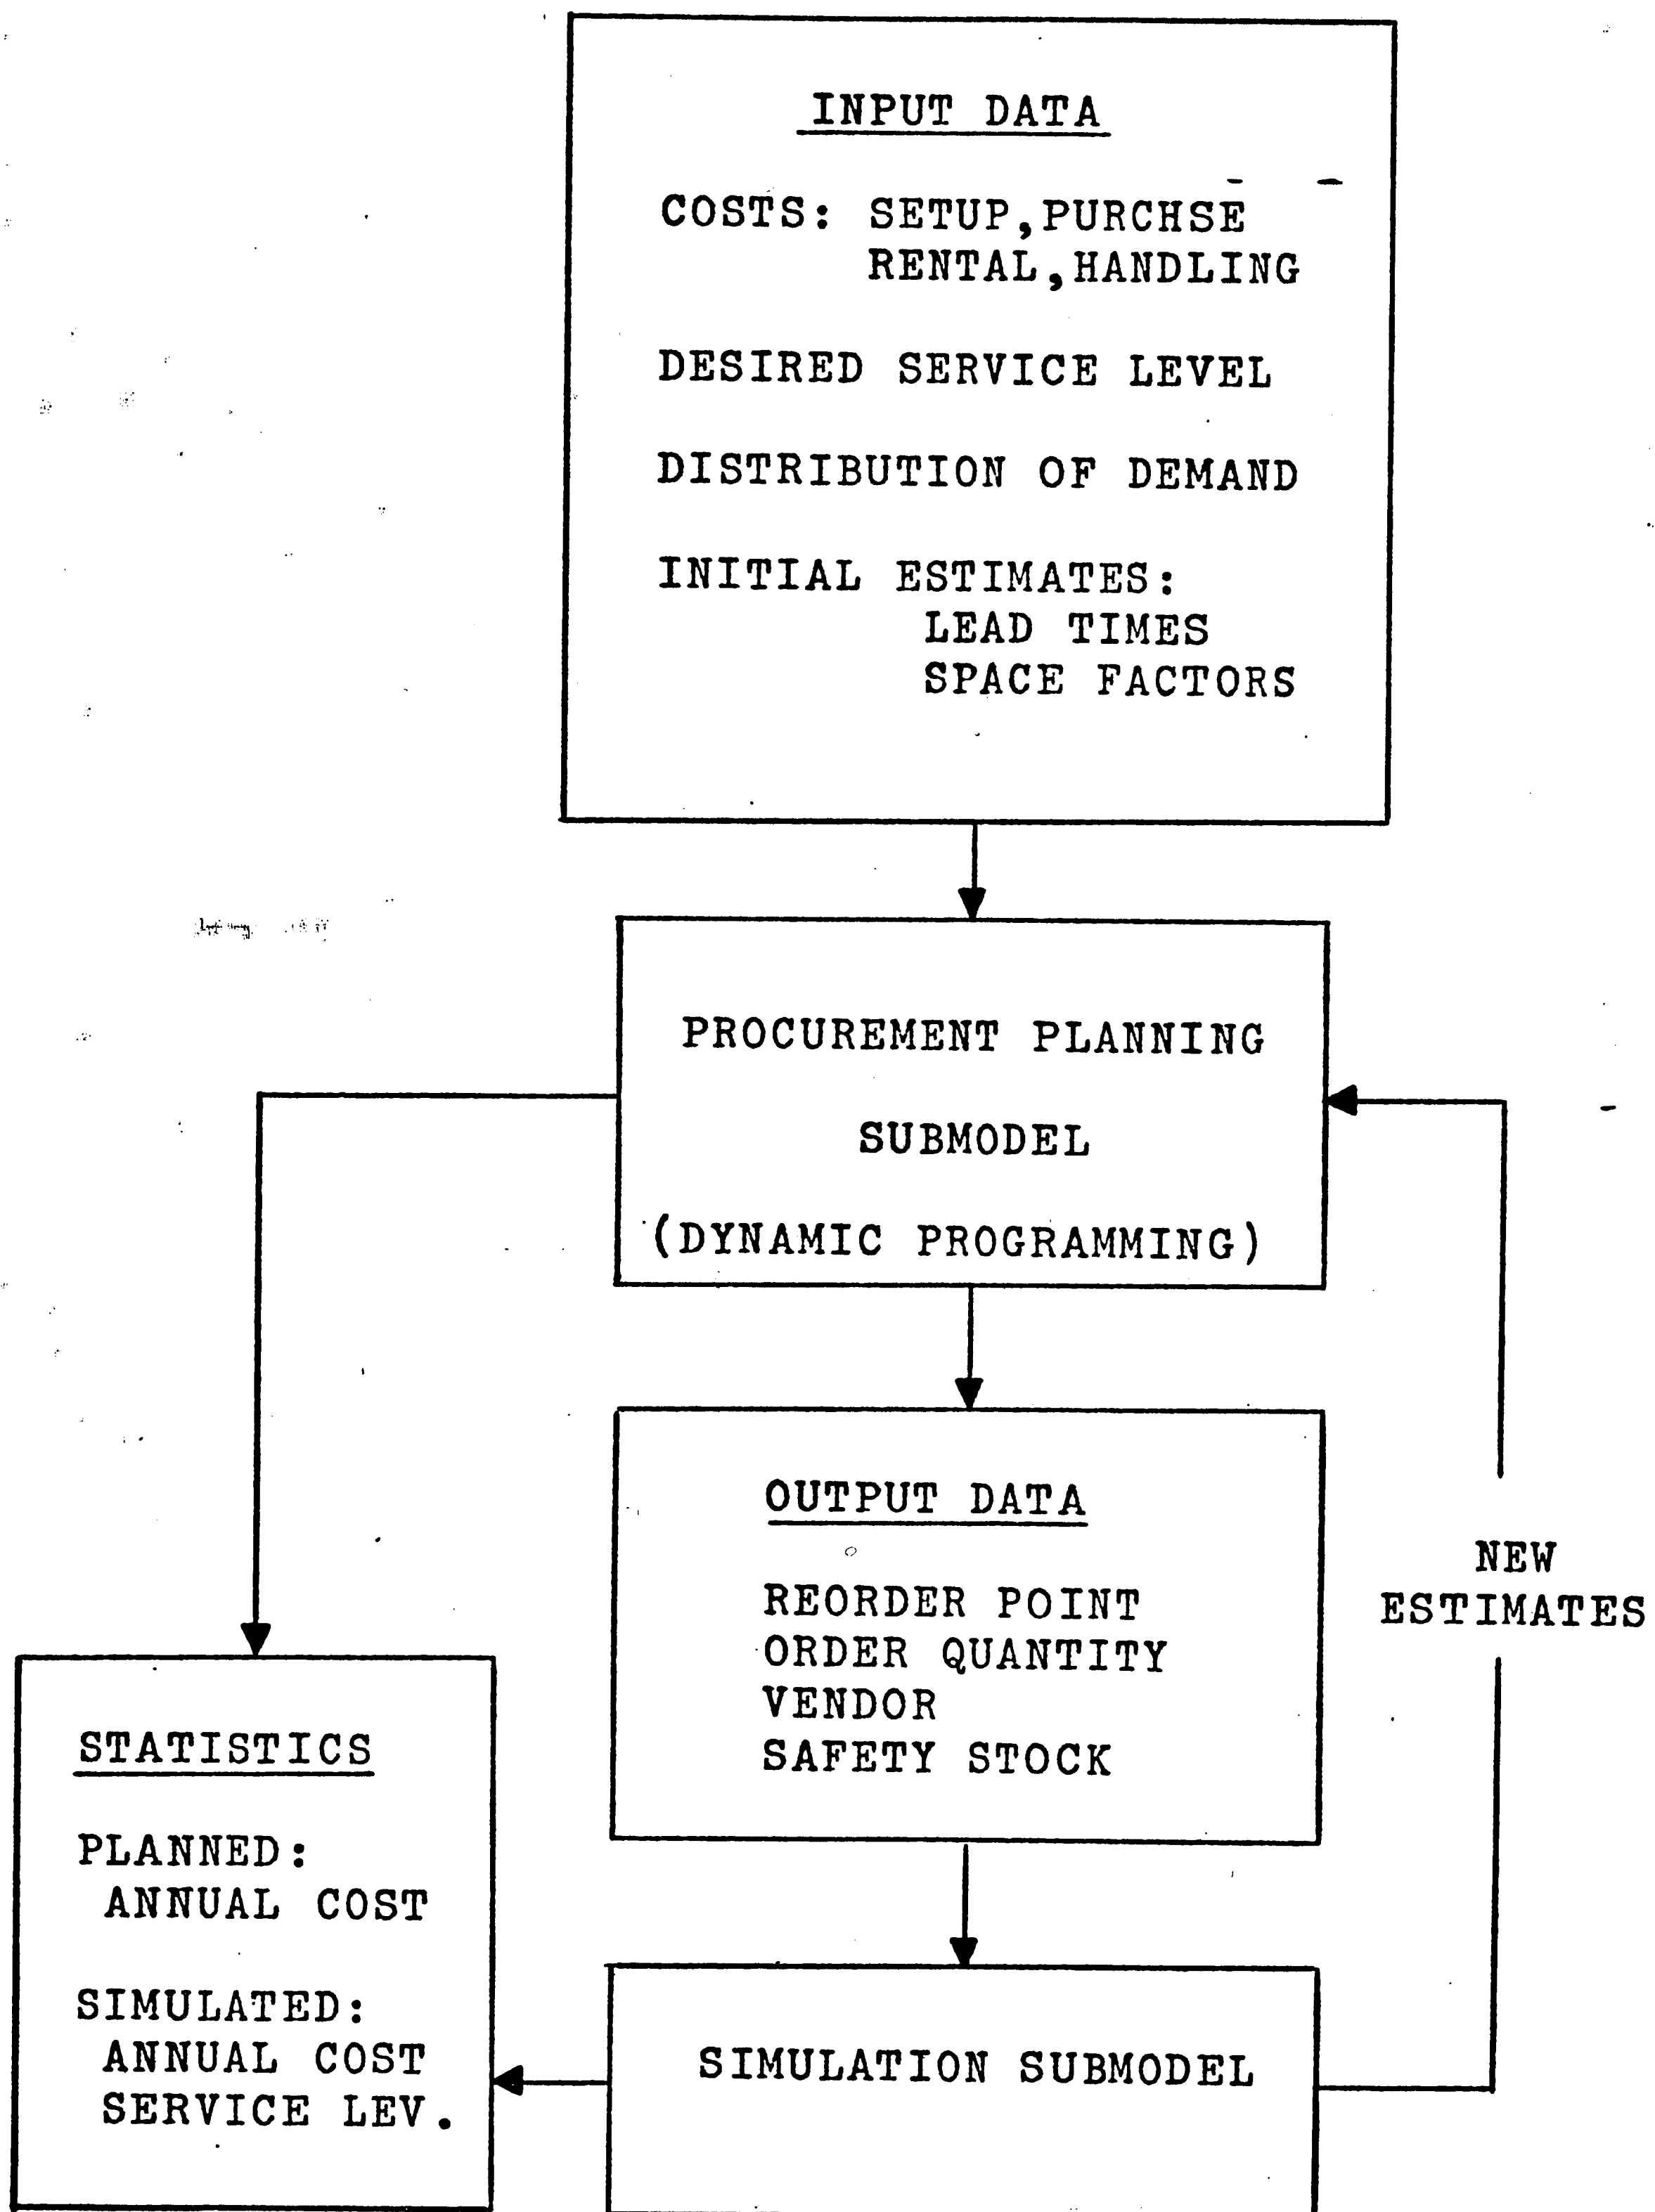 INPUT DATA
COSTS: SETUP,PURCHSE
RENTAL,HANDLING
DESIRED SERVICE LEVEL
DISTRIBUTION OF DEMAND
INITIAL ESTIMATES:
LEAD TIMES
SPACE FACTORS
PROCUREMENT PLANNING
SUBMODEL
(DYNAMIC PROGRAMMING)
OUTPUT DATA
REORDER POINT
ORDER QUANTITY
VENDOR
SAFETY STOCK
NEW
ESTIMATES
STATISTICS
PLANNED:
ANNUAL COST
SIMULATED:
ANNUAL COST
SERVICE LEV.
SIMULATION SUBMODEL